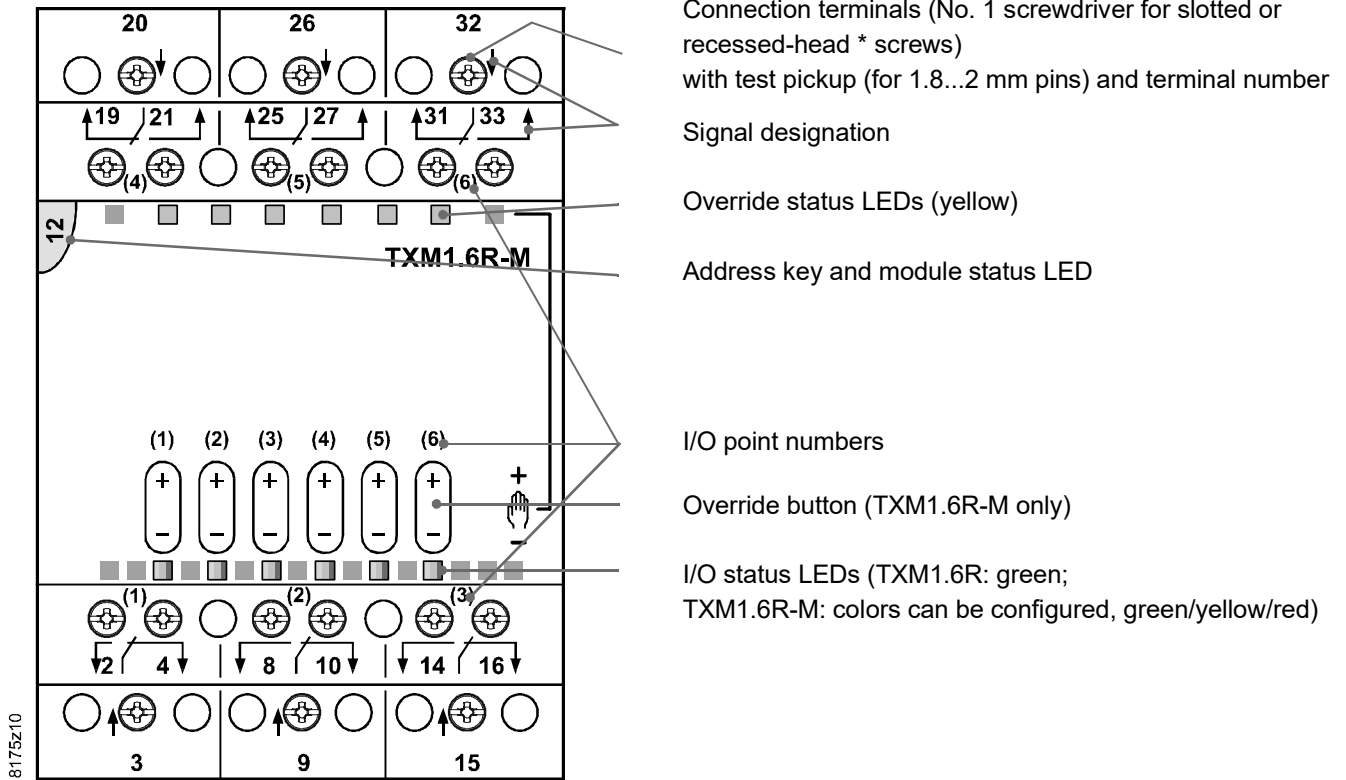 20 26 32
Connection terminals (No. 1 screwdriver for slotted or
recessed-head * screws)
with test pickup (for 1.8...2 mm pins) and terminal number
19 21 25 27 31 33
Signal designation
(4) (5) (6)
Override status LEDs (yellow)
12
TXM1.6R-M
Address key and module status LED
(1) (2) (3) (4) (5) (6)
I/O point numbers
+ + + + + + +
Override button (TXM1.6R-M only)
− − − − − − −
I/O status LEDs (TXM1.6R: green;
TXM1.6R-M: colors can be configured, green/yellow/red)
(1) (2) (3)
2 4 8 10 14 16
3 9 15
8175z10